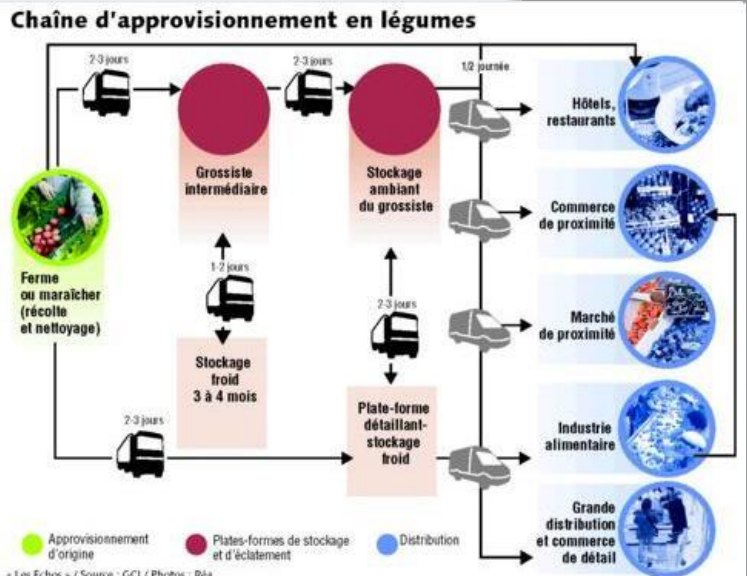 Chaîne d'approvisionnement en légumes
2-3 jours
2-3 jours
1/2 journée
Hôtels,
restaurants
Grossiste
intermédiaire
Stockage
ambiant
du grossiste
Commerce
de proximité
Ferme
ou maraîcher
(récolte
et nettoyage)
1-2 jours
2-3 jours
Marché
de proximité
Stockage
froid
3 à 4 mois
Plate-forme
détaillant-
stockage
froid
2-3 jours
Industrie
alimentaire
Grande
distribution
et commerce
de détail
Approvisionnement
d'origine
Plates-formes de stockage
et d'éclatement
Distribution
« Les Echos » / Source : GCI / Photos : Réa